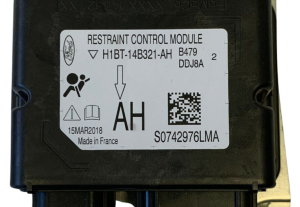 RESTRAINT CONTROL MODULE
H1BT-14B321-AH B479
DDJ8A 2
AH
15MAR2018
Made in France
S0742976LMA